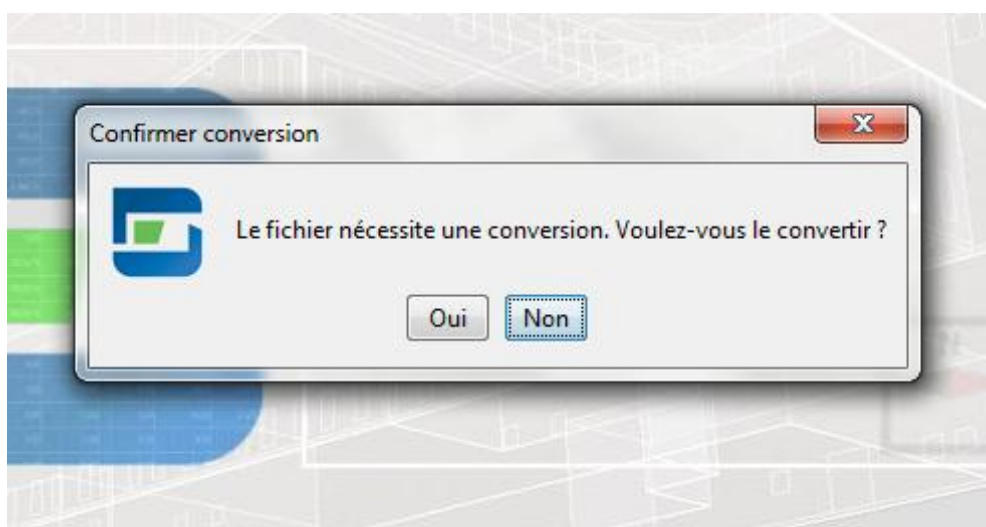 Confirmer conversion
Le fichier nécessite une conversion. Voulez-vous le convertir ?
Oui
Non